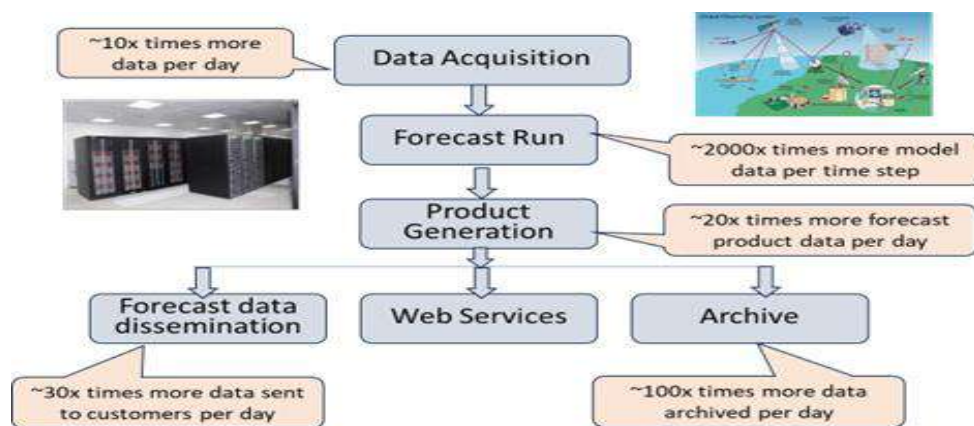 ~10x times more
data per day
Data Acquisition
Forecast Run
~2000x times more model
data per time step
Product
Generation
~20x times more forecast
product data per day
Forecast data
dissemination
Web Services
Archive
~30x times more data sent
to customers per day
~100x times more data
archived per day